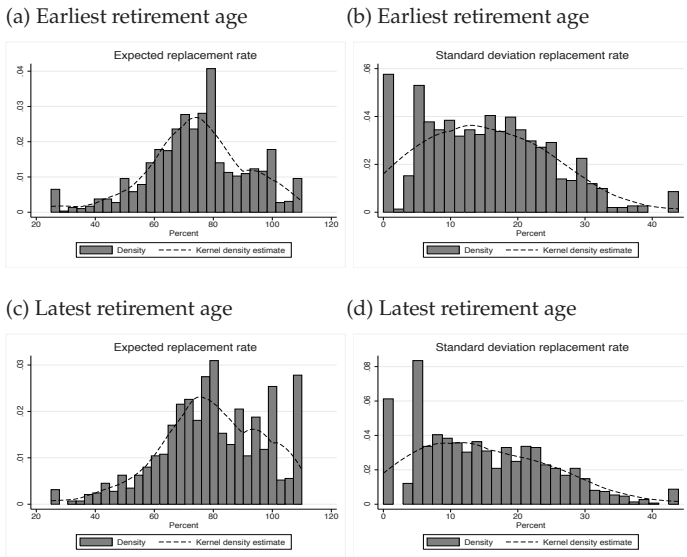 (a) Earliest retirement age
Expected replacement rate
.04
.03
.02
.01
0
20 40 60 80 100 120
Percent
Density Kernel density estimate
(b) Earliest retirement age
Standard deviation replacement rate
.06
.04
.02
0
0 10 20 30 40
Percent
Density Kernel density estimate
(c) Latest retirement age
Expected replacement rate
.03
.02
.01
0
20 40 60 80 100 120
Percent
Density Kernel density estimate
(d) Latest retirement age
Standard deviation replacement rate
.08
.06
.04
.02
0
0 10 20 30 40
Percent
Density Kernel density estimate